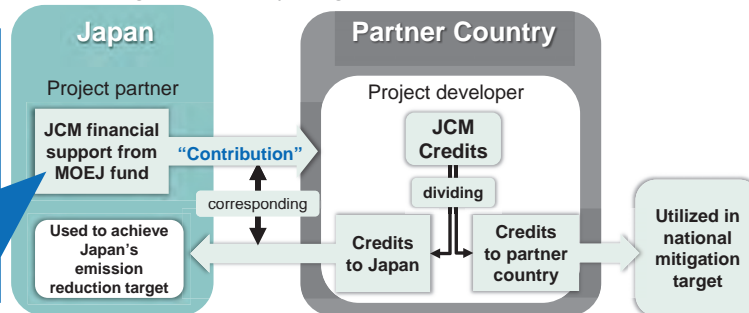 Japan
Project partner
JCM financial
support from
MOEJ fund
“Contribution”
corresponding
Used to achieve
Japan’s
emission
reduction target
Partner Country
Project developer
JCM
Credits
dividing
Credits
to Japan
Credits
to partner
country
Utilized in
national
mitigation
target